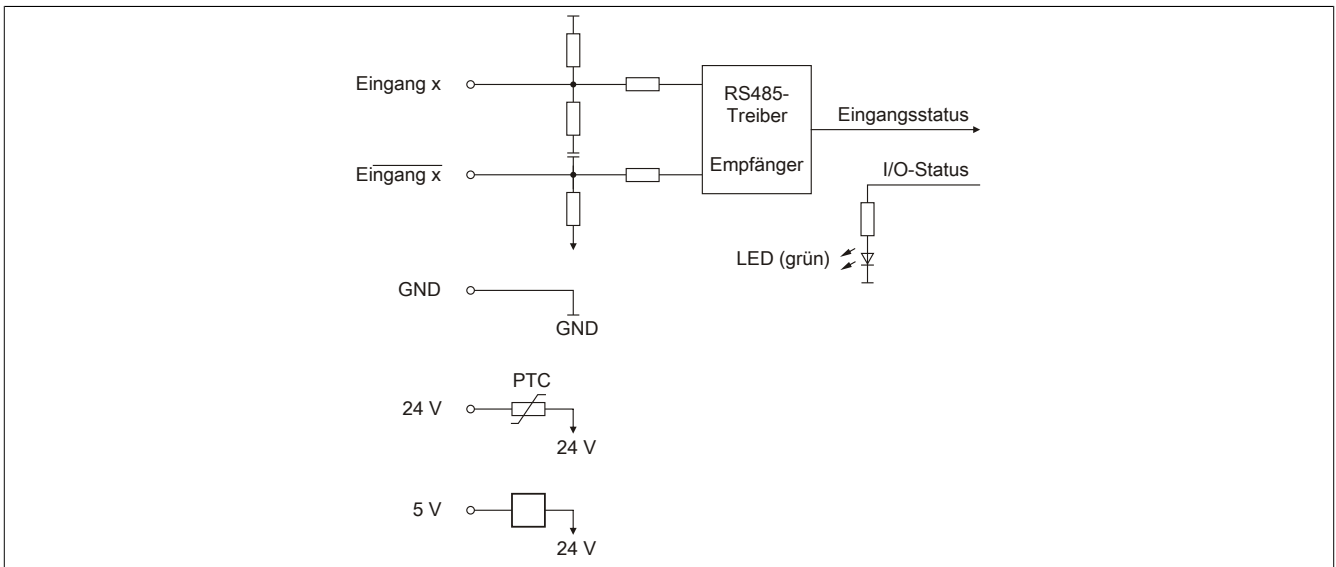 Eingang x
RS485-
Treiber
Empfänger
Eingangsstatus
Eingang x
I/O-Status
LED (grün)
GND
GND
PTC
24 V
24 V
5 V
24 V